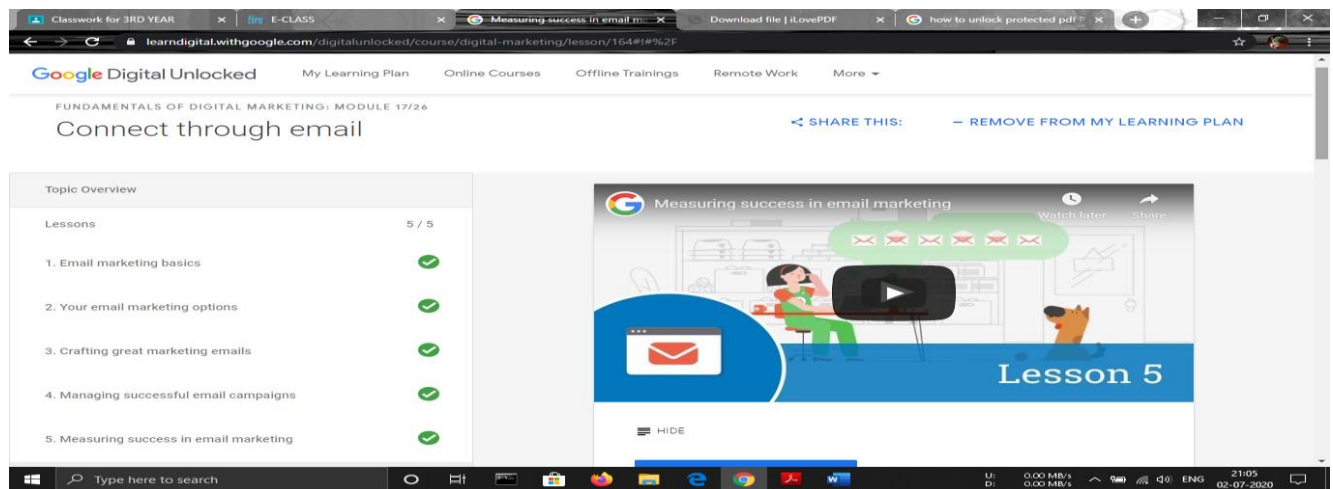 Classwork for 3RD YEAR
tirs E-CLASS
Measuring success in email m
Download file | iLovePDF
how to unlock protected pdf f
learndigital.withgoogle.com/digitalunlocked/course/digital-marketing/lesson/164#!#%2F
Google Digital Unlocked
My Learning Plan
Online Courses
Offline Trainings
Remote Work
More
FUNDAMENTALS OF DIGITAL MARKETING: MODULE 17/26
Connect through email
SHARE THIS:
REMOVE FROM MY LEARNING PLAN
Topic Overview
Lessons 5 / 5
1. Email marketing basics
2. Your email marketing options
3. Crafting great marketing emails
4. Managing successful email campaigns
5. Measuring success in email marketing
Measuring success in email marketing
Watch later
Share
Lesson 5
HIDE
Type here to search
U: 0.00 MB/s
D: 0.00 MB/s
ENG
21:05
02-07-2020